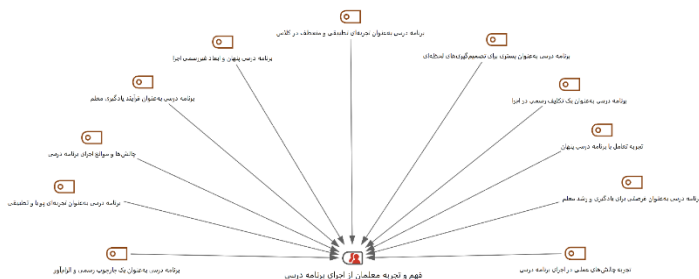 برنامه درسی به‌عنوان تجربه‌ای تطبیقی و منعطف در کلاس
برنامه درسی پنهان و ابعاد غیررسمی اجرا
برنامه درسی به‌عنوان بستری برای تصمیم‌گیری‌های لحظه‌ای
برنامه درسی به‌عنوان فرآیند یادگیری معلم
برنامه درسی به‌عنوان یک تکلیف رسمی در اجرا
چالش‌ها و موانع اجرای برنامه درسی
تجربه تعامل با برنامه درسی پنهان
برنامه درسی به‌عنوان تجربه‌ای پویا و تطبیقی
برنامه درسی به‌عنوان فرصتی برای یادگیری و رشد معلم
برنامه درسی به‌عنوان یک چارچوب رسمی و الزام‌آور
تجربه چالش‌های عملی در اجرای برنامه درسی
فهم و تجربه معلمان از اجرای برنامه درسی